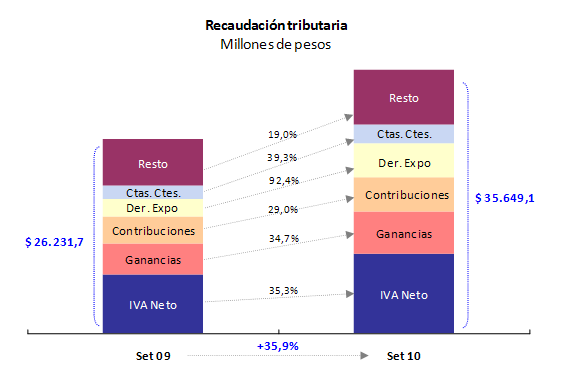 Recaudación tributaria
Millones de pesos
Resto
Ctas. Ctes.
Der. Expo
Contribuciones
Ganancias
IVA Neto
$ 26.231,7
19,0%
39,3%
92,4%
29,0%
34,7%
35,3%
Resto
Ctas. Ctes.
Der. Expo
Contribuciones
Ganancias
IVA Neto
$ 35.649,1
+35,9%
Set 09
Set 10